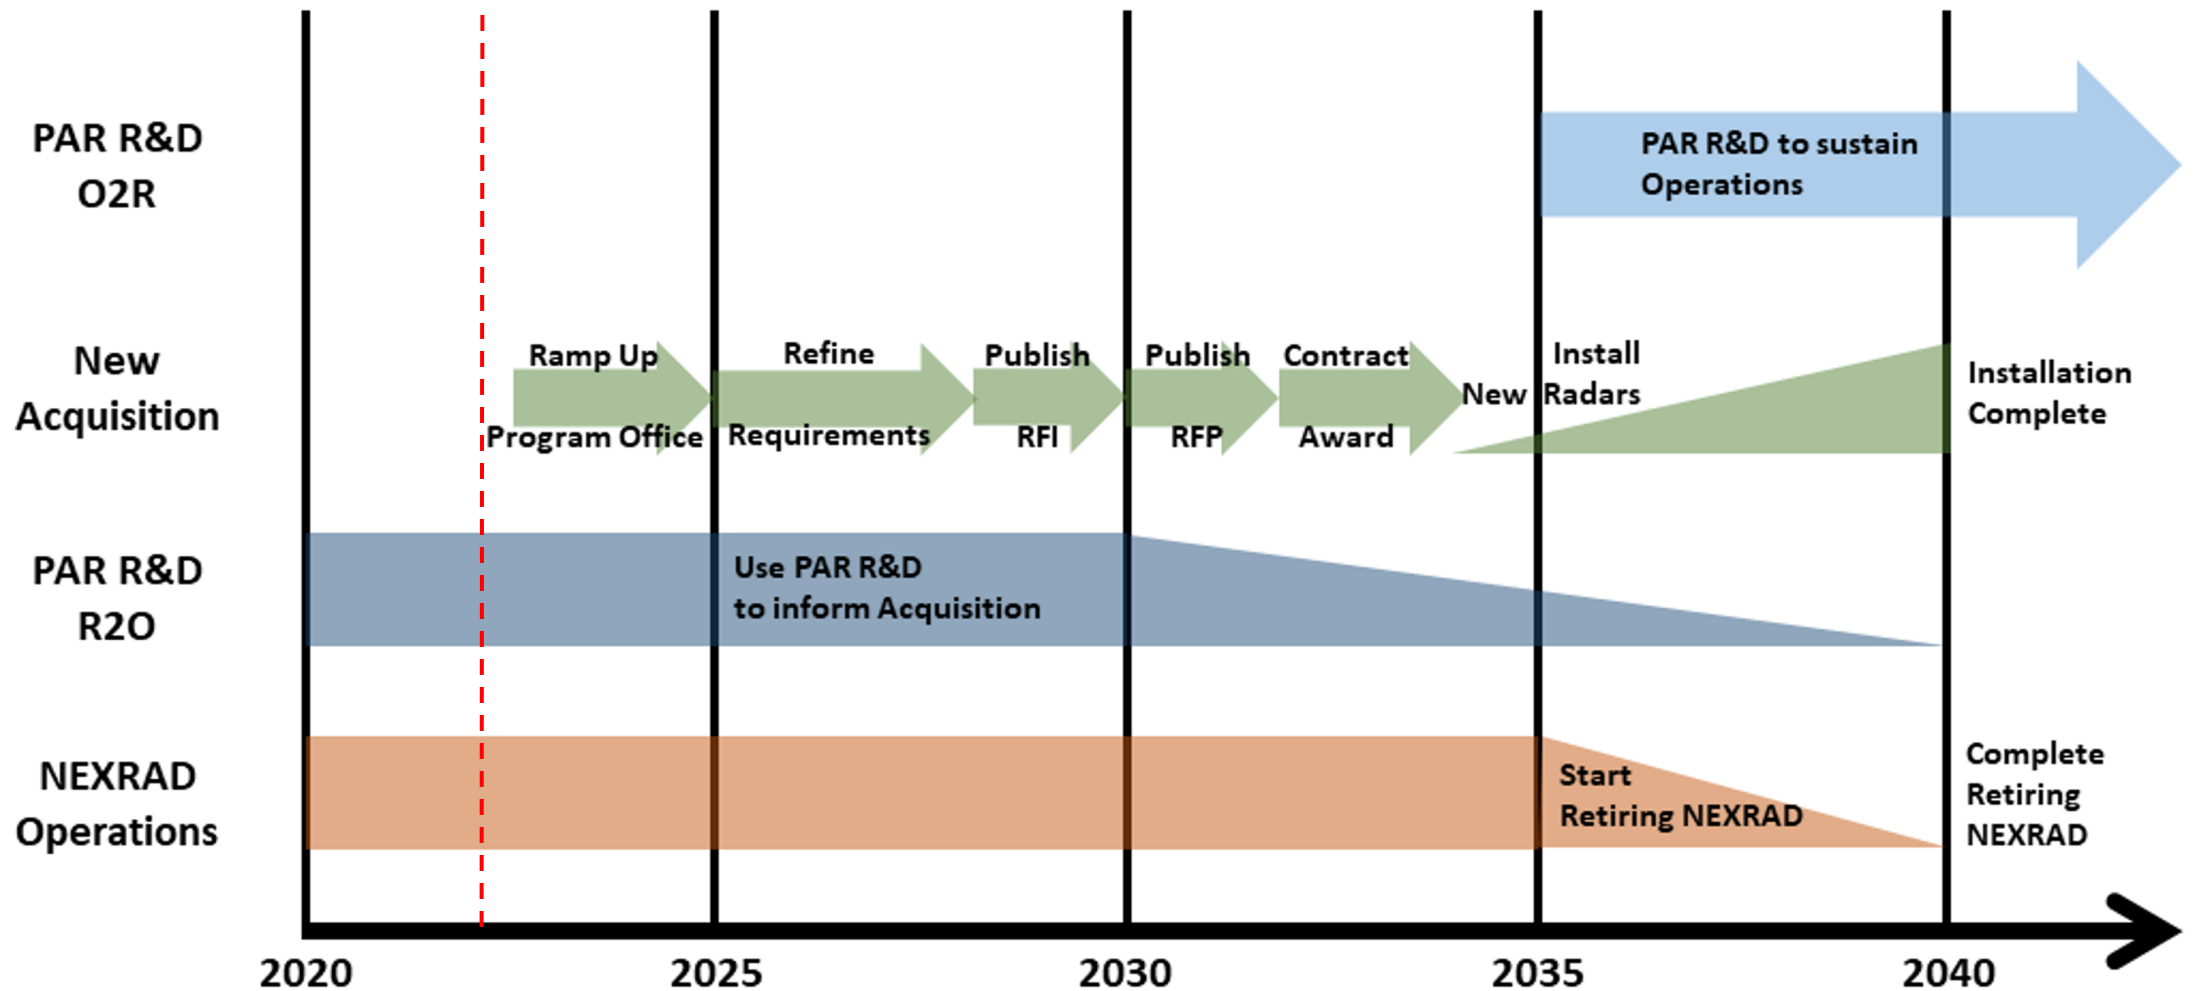 PAR R&D
O2R
PAR R&D to sustain
Operations
New
Acquisition
Ramp Up
Program Office
Refine
Requirements
Publish
RFI
Publish
RFP
Contract
Award
Install
New Radars
Installation
Complete
PAR R&D
R2O
Use PAR R&D
to inform Acquisition
NEXRAD
Operations
Start
Retiring NEXRAD
Complete
Retiring
NEXRAD
2020 2025 2030 2035 2040